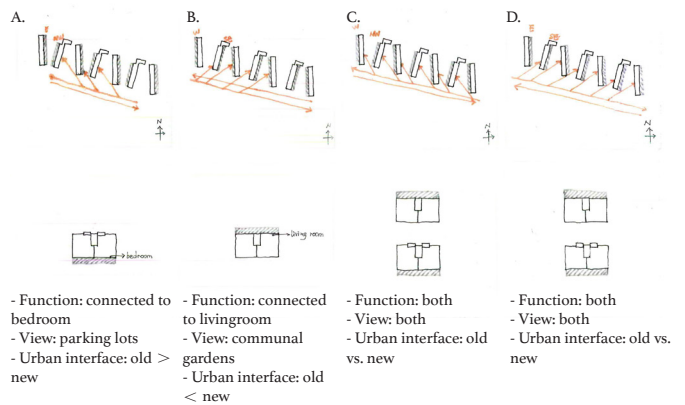 A.
B.
C.
D.
E
W
E
N
N
N
N
bedroom
living room
- Function: connected to
bedroom
- View: parking lots
- Urban interface: old >
new
- Function: connected
to livingroom
- View: communal
gardens
- Urban interface: old
< new
- Function: both
- View: both
- Urban interface: old
vs. new
- Function: both
- View: both
- Urban interface: old vs.
new